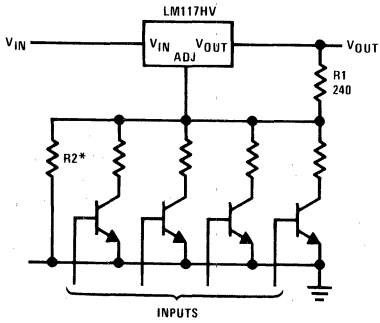 LM117HV
VIN VIN VOUT VOUT
ADJ
R1
240
R2*
INPUTS